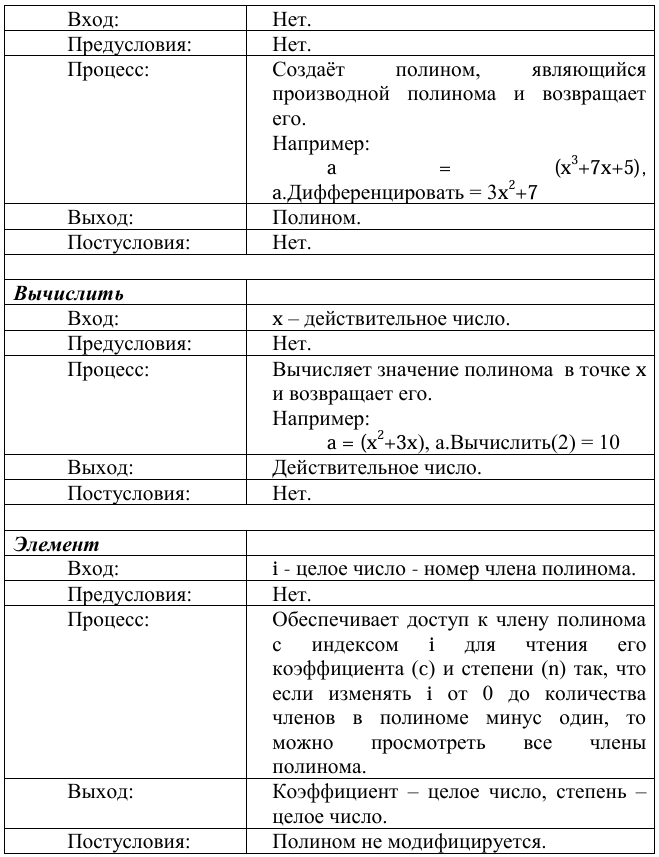 Вход: Нет.
Предусловия: Нет.
Процесс: Создаёт полином, являющийся
производной полинома и возвращает
его.
Например:
a = (x³+7x+5),
a.Дифференцировать = 3x²+7
Выход: Полином.
Постусловия: Нет.
Вычислить
Вход: x – действительное число.
Предусловия: Нет.
Процесс: Вычисляет значение полинома в точке x
и возвращает его.
Например:
a = (x²+3x), a.Вычислить(2) = 10
Выход: Действительное число.
Постусловия: Нет.
Элемент
Вход: i - целое число - номер члена полинома.
Предусловия: Нет.
Процесс: Обеспечивает доступ к члену полинома
с индексом i для чтения его
коэффициента (c) и степени (n) так, что
если изменять i от 0 до количества
членов в полиноме минус один, то
можно просмотреть все члены
полинома.
Выход: Коэффициент – целое число, степень –
целое число.
Постусловия: Полином не модифицируется.